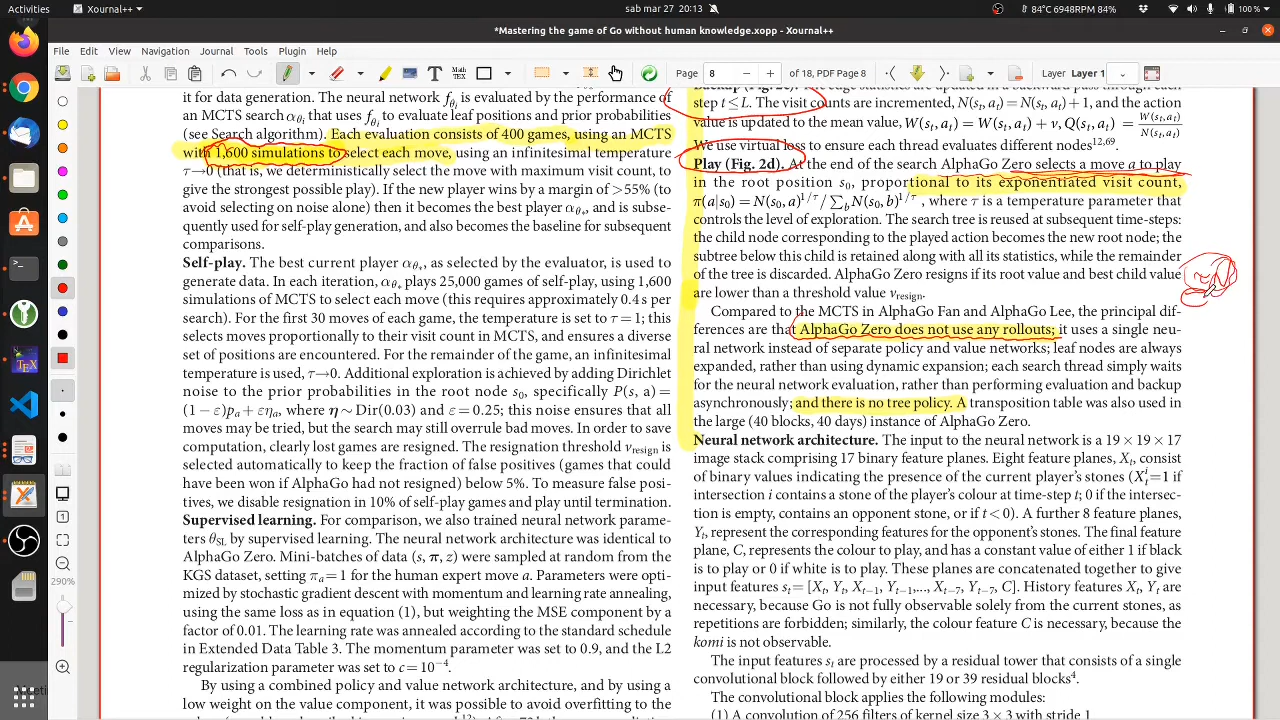 Activities
Xournal++
sab mar 27 20:13
84°C 6948RPM 84%
100 %
*Mastering the game of Go without human knowledge.xopp - Xournal++
File Edit View Navigation Journal Tools Plugin Help
Page 8 of 18, PDF Page 8
Layer Layer 1
290%
it for data generation. The neural network fθi is evaluated by the performance of
an MCTS search αθi that uses fθi to evaluate leaf positions and prior probabilities
(see Search algorithm). Each evaluation consists of 400 games, using an MCTS
with 1,600 simulations to select each move, using an infinitesimal temperature
τ→0 (that is, we deterministically select the move with maximum visit count, to
give the strongest possible play). If the new player wins by a margin of >55% (to
avoid selecting on noise alone) then it becomes the best player αθ*, and is subse-
quently used for self-play generation, and also becomes the baseline for subsequent
comparisons.
Self-play. The best current player αθ*, as selected by the evaluator, is used to
generate data. In each iteration, αθ* plays 25,000 games of self-play, using 1,600
simulations of MCTS to select each move (this requires approximately 0.4 s per
search). For the first 30 moves of each game, the temperature is set to τ = 1; this
selects moves proportionally to their visit count in MCTS, and ensures a diverse
set of positions are encountered. For the remainder of the game, an infinitesimal
temperature is used, τ→0. Additional exploration is achieved by adding Dirichlet
noise to the prior probabilities in the root node s0, specifically P(s, a) =
(1 − ε)pa + εηa, where η ∼ Dir(0.03) and ε = 0.25; this noise ensures that all
moves may be tried, but the search may still overrule bad moves. In order to save
computation, clearly lost games are resigned. The resignation threshold vresign is
selected automatically to keep the fraction of false positives (games that could
have been won if AlphaGo had not resigned) below 5%. To measure false posi-
tives, we disable resignation in 10% of self-play games and play until termination.
Supervised learning. For comparison, we also trained neural network parame-
ters θSL by supervised learning. The neural network architecture was identical to
AlphaGo Zero. Mini-batches of data (s, π, z) were sampled at random from the
KGS dataset, setting πa = 1 for the human expert move a. Parameters were opti-
mized by stochastic gradient descent with momentum and learning rate annealing,
using the same loss as in equation (1), but weighting the MSE component by a
factor of 0.01. The learning rate was annealed according to the standard schedule
in Extended Data Table 3. The momentum parameter was set to 0.9, and the L2
regularization parameter was set to c = 10−4.
By using a combined policy and value network architecture, and by using a
low weight on the value component, it was possible to avoid overfitting to the
step t ≤ L. The visit counts are incremented, N(st, at) = N(st, at) + 1, and the action
value is updated to the mean value, W(st, at) = W(st, at) + v, Q(st, at) = W(st, at)/N(st, at)
We use virtual loss to ensure each thread evaluates different nodes12,69.
Play (Fig. 2d). At the end of the search AlphaGo Zero selects a move a to play
in the root position s0, proportional to its exponentiated visit count,
π(a|s0) = N(s0, a)1/τ / ∑b N(s0, b)1/τ, where τ is a temperature parameter that
controls the level of exploration. The search tree is reused at subsequent time-steps:
the child node corresponding to the played action becomes the new root node; the
subtree below this child is retained along with all its statistics, while the remainder
of the tree is discarded. AlphaGo Zero resigns if its root value and best child value
are lower than a threshold value vresign.
Compared to the MCTS in AlphaGo Fan and AlphaGo Lee, the principal dif-
ferences are that AlphaGo Zero does not use any rollouts; it uses a single neu-
ral network instead of separate policy and value networks; leaf nodes are always
expanded, rather than using dynamic expansion; each search thread simply waits
for the neural network evaluation, rather than performing evaluation and backup
asynchronously; and there is no tree policy. A transposition table was also used in
the large (40 blocks, 40 days) instance of AlphaGo Zero.
Neural network architecture. The input to the neural network is a 19 × 19 × 17
image stack comprising 17 binary feature planes. Eight feature planes, Xt, consist
of binary values indicating the presence of the current player's stones (Xit = 1 if
intersection i contains a stone of the player's colour at time-step t; 0 if the intersec-
tion is empty, contains an opponent stone, or if t < 0). A further 8 feature planes,
Yt, represent the corresponding features for the opponent's stones. The final feature
plane, C, represents the colour to play, and has a constant value of either 1 if black
is to play or 0 if white is to play. These planes are concatenated together to give
input features st = [Xt, Yt, Xt−1, Yt−1,..., Xt−7, Yt−7, C]. History features Xt, Yt are
necessary, because Go is not fully observable solely from the current stones, as
repetitions are forbidden; similarly, the colour feature C is necessary, because the
komi is not observable.
The input features st are processed by a residual tower that consists of a single
convolutional block followed by either 19 or 39 residual blocks4.
The convolutional block applies the following modules:
(1) A convolution of 256 filters of kernel size 3 × 3 with stride 1